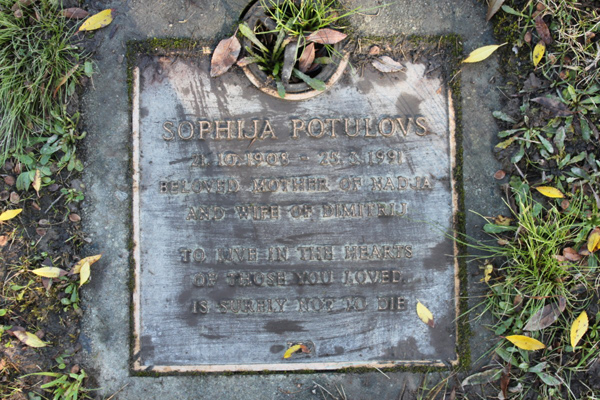 SOPHIJA POTULOVS
BELOVED MOTHER OF NADJA
AND WIFE OF DIMITRIJ
TO LIVE IN THE HEARTS
OF THOSE YOU LOVED
IS SURELY NOT TO DIE